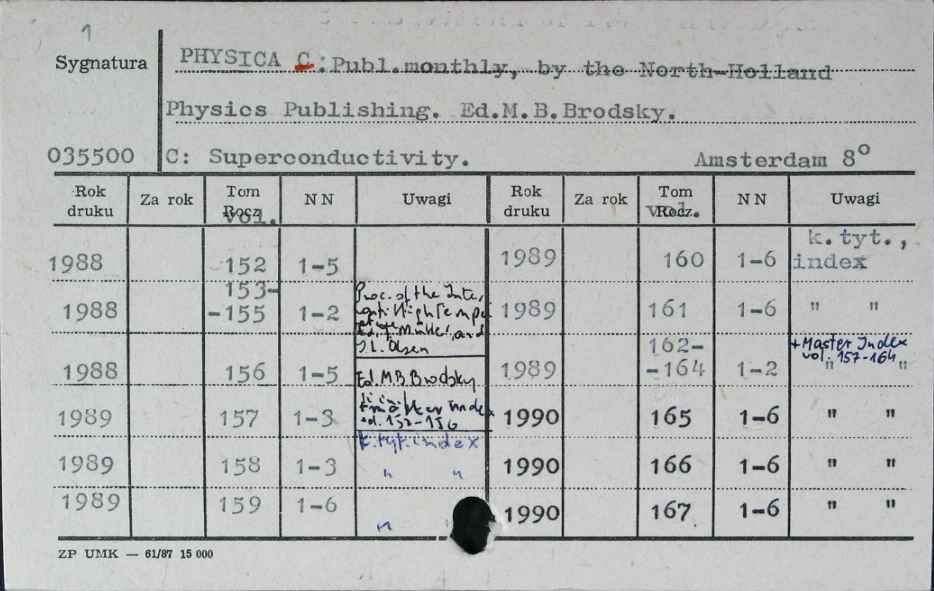 1
Sygnatura PHYSICA C: Publ.monthly, by the North-Holland
Physics Publishing. Ed.M.B.Brodsky.
035500 C: Superconductivity. Amsterdam 8°
Rok druku Za rok Tom Rocz. vol. NN Uwagi Rok druku Za rok Tom Rocz. vol. NN Uwagi
1988 152 1-5 1989 160 1-6 k.tyt., index
1988 153--155 1-2 Proc. of the and J.L. Olsen 1989 161 1-6 " "
1988 156 1-5 Ed. M B Brodsky 1989 162--164 1-2 +Master Index vol. 157-164 " "
1989 157 1-3 Index 1990 165 1-6 " "
1989 158 1-3 k.tyt.index " " 1990 166 1-6 " "
1989 159 1-6 " 1990 167 1-6 " "
ZP UMK — 61/87 15 000